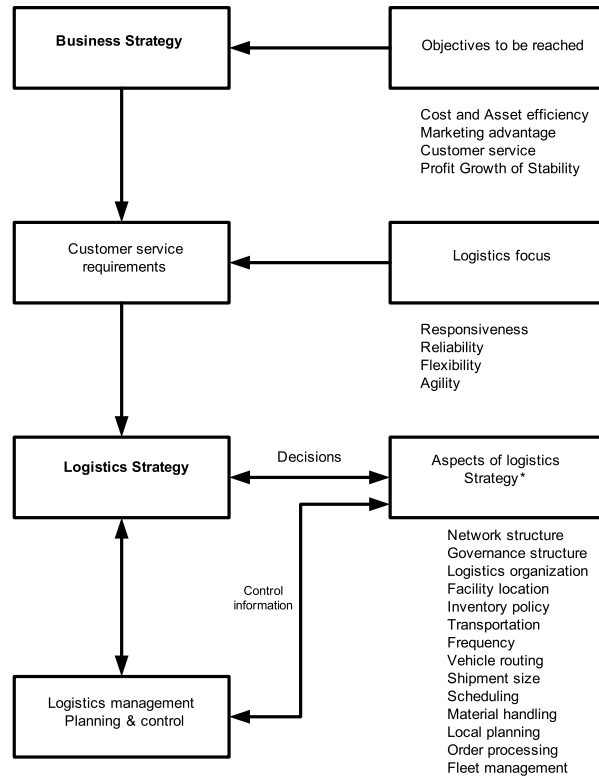 Business Strategy
Objectives to be reached
Cost and Asset efficiency
Marketing advantage
Customer service
Profit Growth of Stability
Customer service
requirements
Logistics focus
Responsiveness
Reliability
Flexibility
Agility
Logistics Strategy
Decisions
Aspects of logistics
Strategy*
Control
information
Network structure
Governance structure
Logistics organization
Facility location
Inventory policy
Transportation
Frequency
Vehicle routing
Shipment size
Scheduling
Material handling
Local planning
Order processing
Fleet management
Logistics management
Planning & control